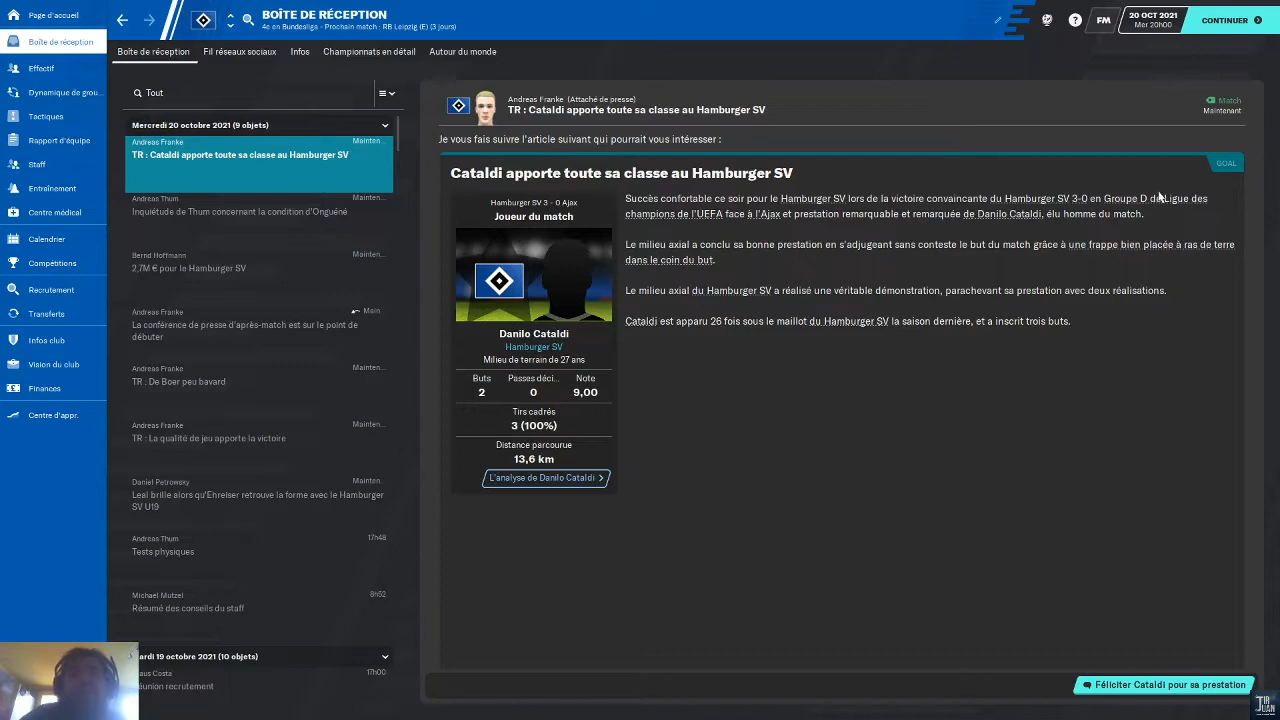 Page d'accueil
Boîte de réception
Effectif
Dynamique de grou...
Tactiques
Rapport d'équipe
Staff
Entraînement
Centre médical
Calendrier
Compétitions
Recrutement
Transferts
Infos club
Vision du club
Finances
Centre d'appr.
BOÎTE DE RÉCEPTION
4e en Bundesliga - Prochain match : RB Leipzig (E) (3 jours)
FM
20 OCT 2021
Mer 20h00
CONTINUER
Boîte de réception
Fil réseaux sociaux
Infos
Championnats en détail
Autour du monde
Tout
Mercredi 20 octobre 2021 (9 objets)
Andreas Franke Mainten...
TR : Cataldi apporte toute sa classe au Hamburger SV
Andreas Thum Mainten...
Inquiétude de Thum concernant la condition d'Onguéné
Bernd Hoffmann Mainten...
2,7M € pour le Hamburger SV
Andreas Franke Main
La conférence de presse d'après-match est sur le point de
débuter
Andreas Franke Mainten...
TR : De Boer peu bavard
Andreas Franke Mainten...
TR : La qualité de jeu apporte la victoire
Daniel Petrowsky Mainten...
Leal brille alors qu'Ehreiser retrouve la forme avec le Hamburger
SV U19
Andreas Thum 17h48
Tests physiques
Michael Mutzel 8h52
Résumé des conseils du staff
ardi 19 octobre 2021 (10 objets)
aus Costa 17h00
éunion recrutement
Andreas Franke (Attaché de presse)
TR : Cataldi apporte toute sa classe au Hamburger SV
Match
Maintenant
Je vous fais suivre l'article suivant qui pourrait vous intéresser :
GOAL
Cataldi apporte toute sa classe au Hamburger SV
Hamburger SV 3 - 0 Ajax
Joueur du match
Danilo Cataldi
Hamburger SV
Milieu de terrain de 27 ans
Buts Passes déci... Note
2 0 9,00
Tirs cadrés
3 (100%)
Distance parcourue
13,6 km
L'analyse de Danilo Cataldi
Succès confortable ce soir pour le Hamburger SV lors de la victoire convaincante du Hamburger SV 3-0 en Groupe D de Ligue des
champions de l'UEFA face à l'Ajax et prestation remarquable et remarquée de Danilo Cataldi, élu homme du match.
Le milieu axial a conclu sa bonne prestation en s'adjugeant sans conteste le but du match grâce à une frappe bien placée à ras de terre
dans le coin du but.
Le milieu axial du Hamburger SV a réalisé une véritable démonstration, parachevant sa prestation avec deux réalisations.
Cataldi est apparu 26 fois sous le maillot du Hamburger SV la saison dernière, et a inscrit trois buts.
Féliciter Cataldi pour sa prestation
TIR
JUAN